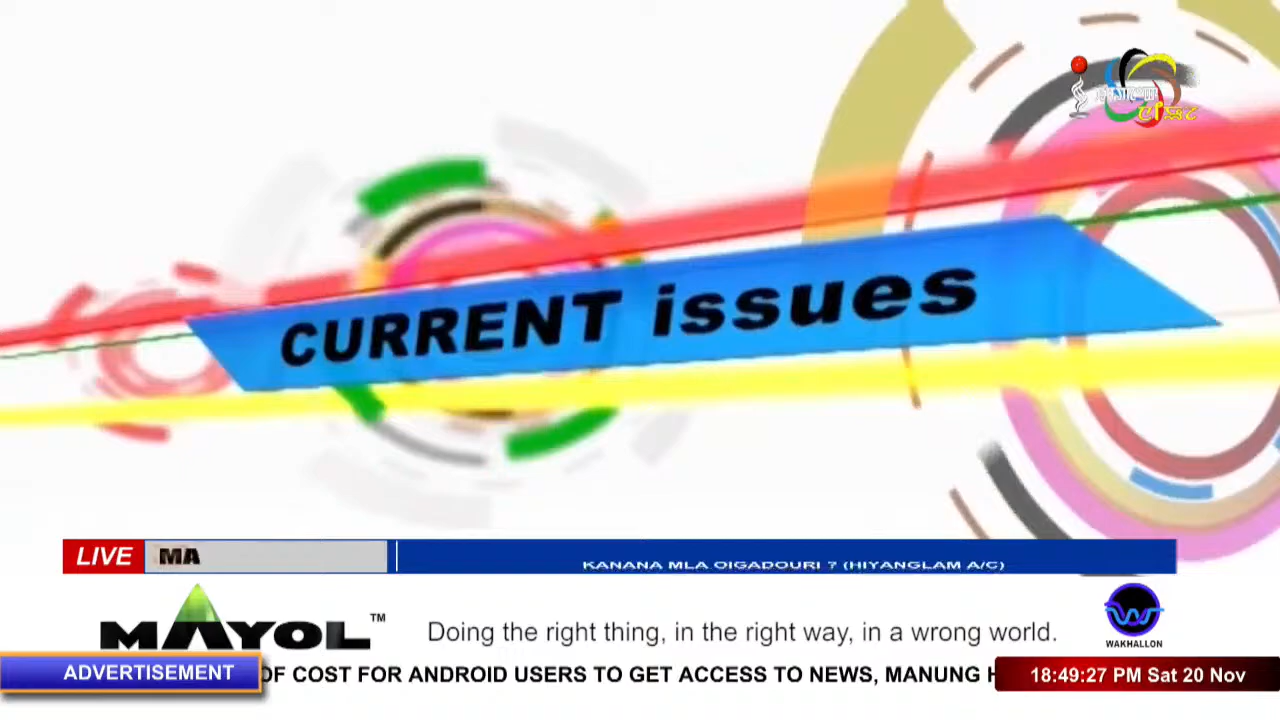 CURRENT issues
LIVE
MA
KANANA MLA OIGADOURI ? (HIYANGLAM A/C)
MAYOL™
Doing the right thing, in the right way, in a wrong world.
WAKHALLON
ADVERTISEMENT
OF COST FOR ANDROID USERS TO GET ACCESS TO NEWS, MANUNG H
18:49:27 PM Sat 20 Nov